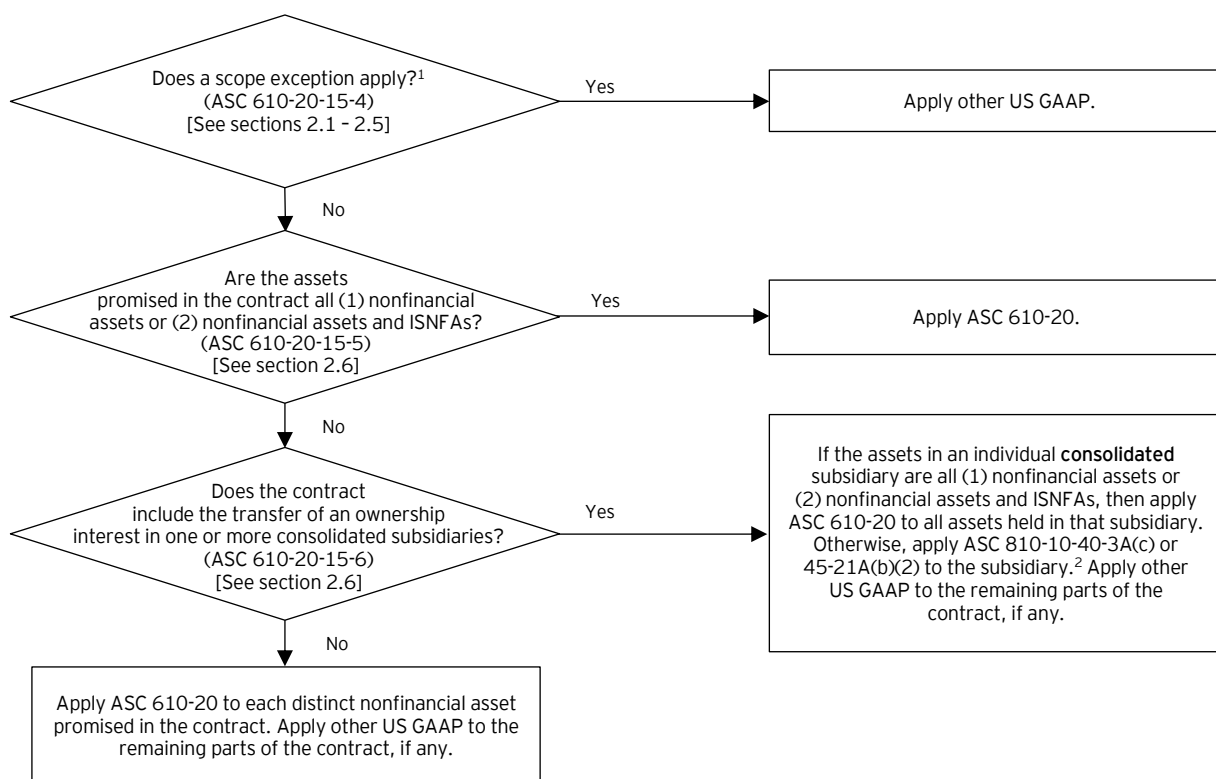 Does a scope exception apply?¹
(ASC 610-20-15-4)
[See sections 2.1 – 2.5]
Yes
Apply other US GAAP.
No
Are the assets
promised in the contract all (1) nonfinancial
assets or (2) nonfinancial assets and ISNFAs?
(ASC 610-20-15-5)
[See section 2.6]
Yes
Apply ASC 610-20.
No
Does the contract
include the transfer of an ownership
interest in one or more consolidated subsidiaries?
(ASC 610-20-15-6)
[See section 2.6]
Yes
If the assets in an individual consolidated
subsidiary are all (1) nonfinancial assets or
(2) nonfinancial assets and ISNFAs, then apply
ASC 610-20 to all assets held in that subsidiary.
Otherwise, apply ASC 810-10-40-3A(c) or
45-21A(b)(2) to the subsidiary.² Apply other
US GAAP to the remaining parts of the
contract, if any.
No
Apply ASC 610-20 to each distinct nonfinancial asset
promised in the contract. Apply other US GAAP to the
remaining parts of the contract, if any.